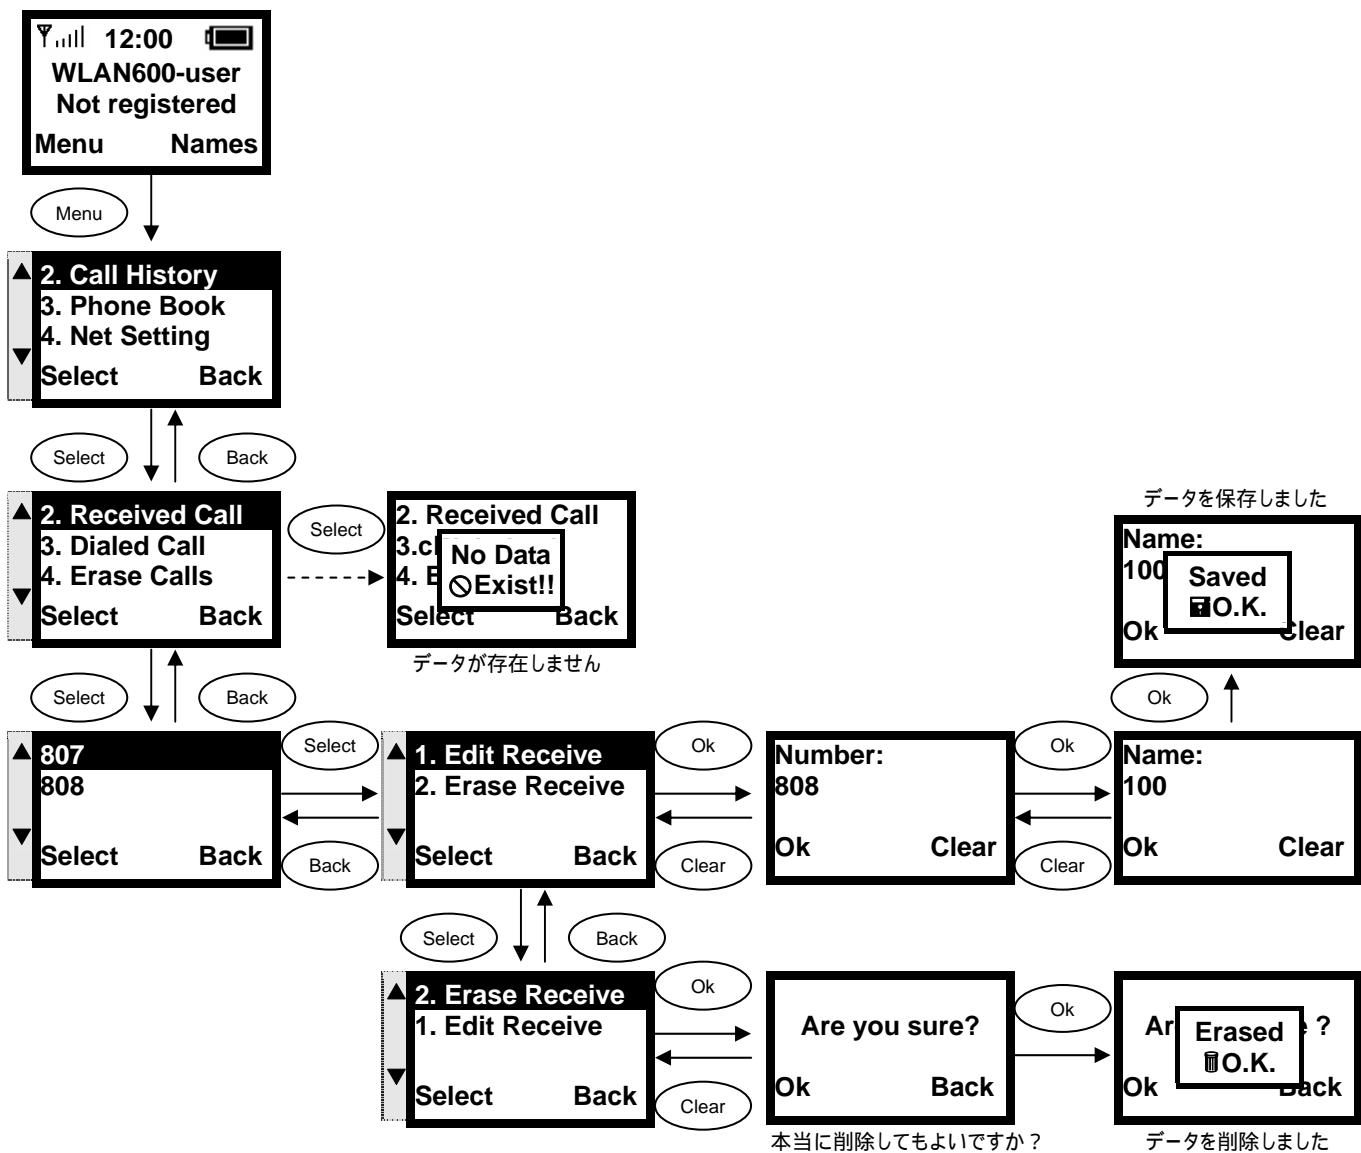 12:00
WLAN600-user
Not registered
Menu Names
Menu
2. Call History
3. Phone Book
4. Net Setting
Select Back
Select
Back
2. Received Call
3. Dialed Call
4. Erase Calls
Select Back
Select
2. Received Call
3.c
4. E
No Data
Exist!!
Select Back
データが存在しません
データを保存しました
Name:
100
Saved
O.K.
Ok Clear
Select
Back
Ok
807
808
Select Back
Select
Back
1. Edit Receive
2. Erase Receive
Select Back
Ok
Clear
Number:
808
Ok Clear
Ok
Clear
Name:
100
Ok Clear
Select
Back
2. Erase Receive
1. Edit Receive
Select Back
Ok
Clear
Are you sure?
Ok Back
本当に削除してもよいですか？
Ok
Ar ?
Erased
O.K.
Ok Back
データを削除しました